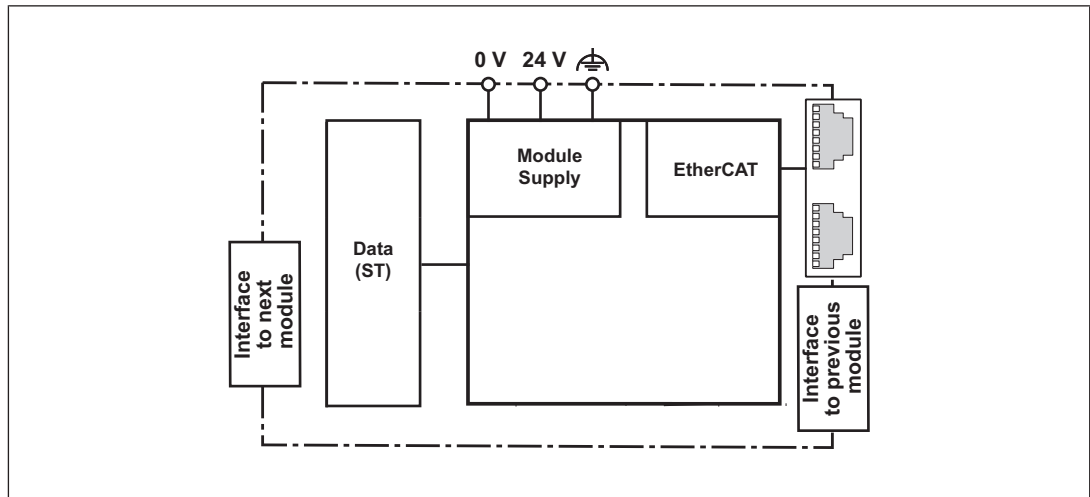 0 V 24 V
Module
Supply
EtherCAT
Data
(ST)
Interface
to next
module
Interface
to previous
module